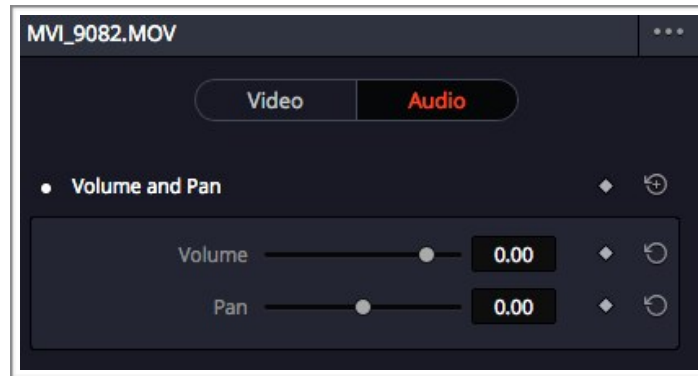 MVI_9082.MOV
Video Audio
Volume and Pan
Volume 0.00
Pan 0.00